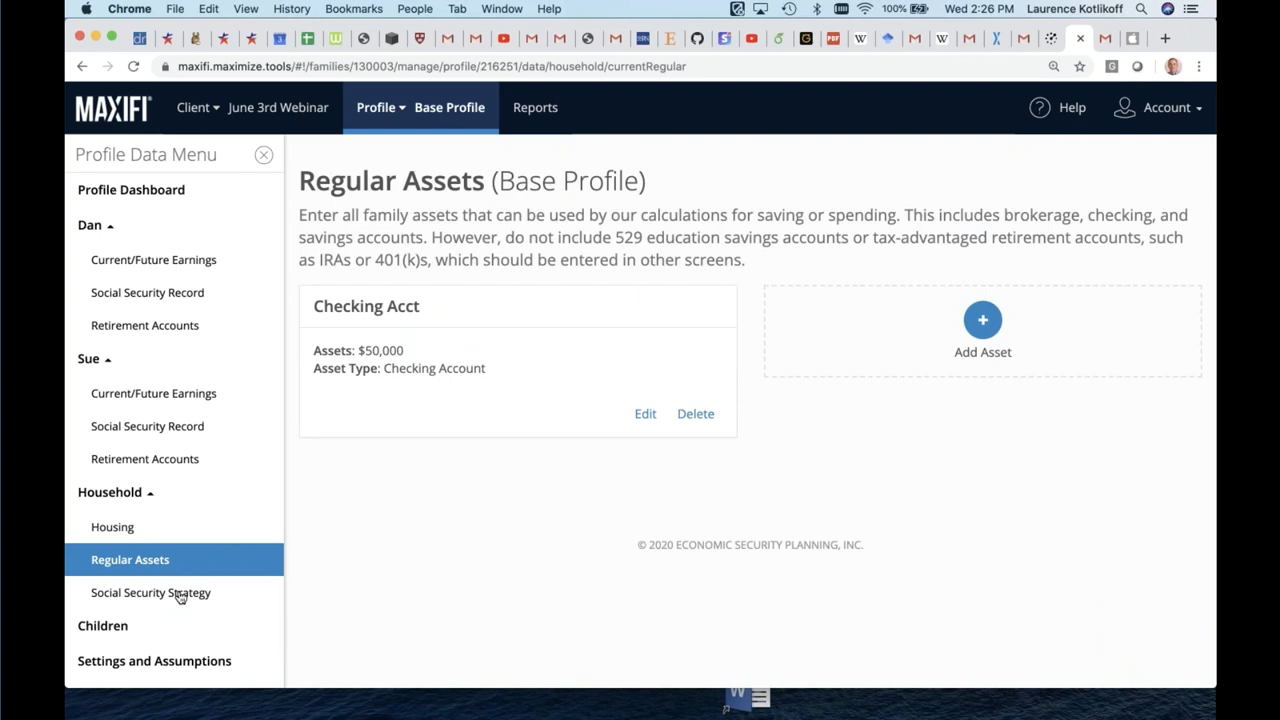 Chrome File Edit View History Bookmarks People Tab Window Help 100% Wed 2:26 PM Laurence Kotlikoff
maxifi.maximize.tools/#!/families/130003/manage/profile/216251/data/household/currentRegular
MAXIFI Client June 3rd Webinar Profile Base Profile Reports Help Account
Profile Data Menu
Profile Dashboard
Dan
Current/Future Earnings
Social Security Record
Retirement Accounts
Sue
Current/Future Earnings
Social Security Record
Retirement Accounts
Household
Housing
Regular Assets
Social Security Strategy
Children
Settings and Assumptions
Regular Assets (Base Profile)
Enter all family assets that can be used by our calculations for saving or spending. This includes brokerage, checking, and
savings accounts. However, do not include 529 education savings accounts or tax-advantaged retirement accounts, such
as IRAs or 401(k)s, which should be entered in other screens.
Checking Acct
Assets: $50,000
Asset Type: Checking Account
Edit Delete
Add Asset
© 2020 ECONOMIC SECURITY PLANNING, INC.